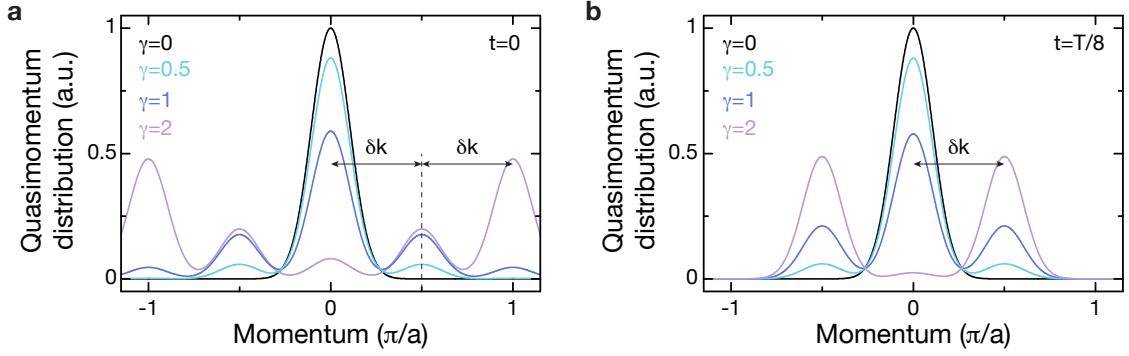 a
Quasimomentum
distribution (a.u.)
1
0.5
0
γ=0
γ=0.5
γ=1
γ=2
t=0
δk
δk
-1
0
1
Momentum (π/a)
b
Quasimomentum
distribution (a.u.)
1
0.5
0
γ=0
γ=0.5
γ=1
γ=2
t=T/8
δk
-1
0
1
Momentum (π/a)